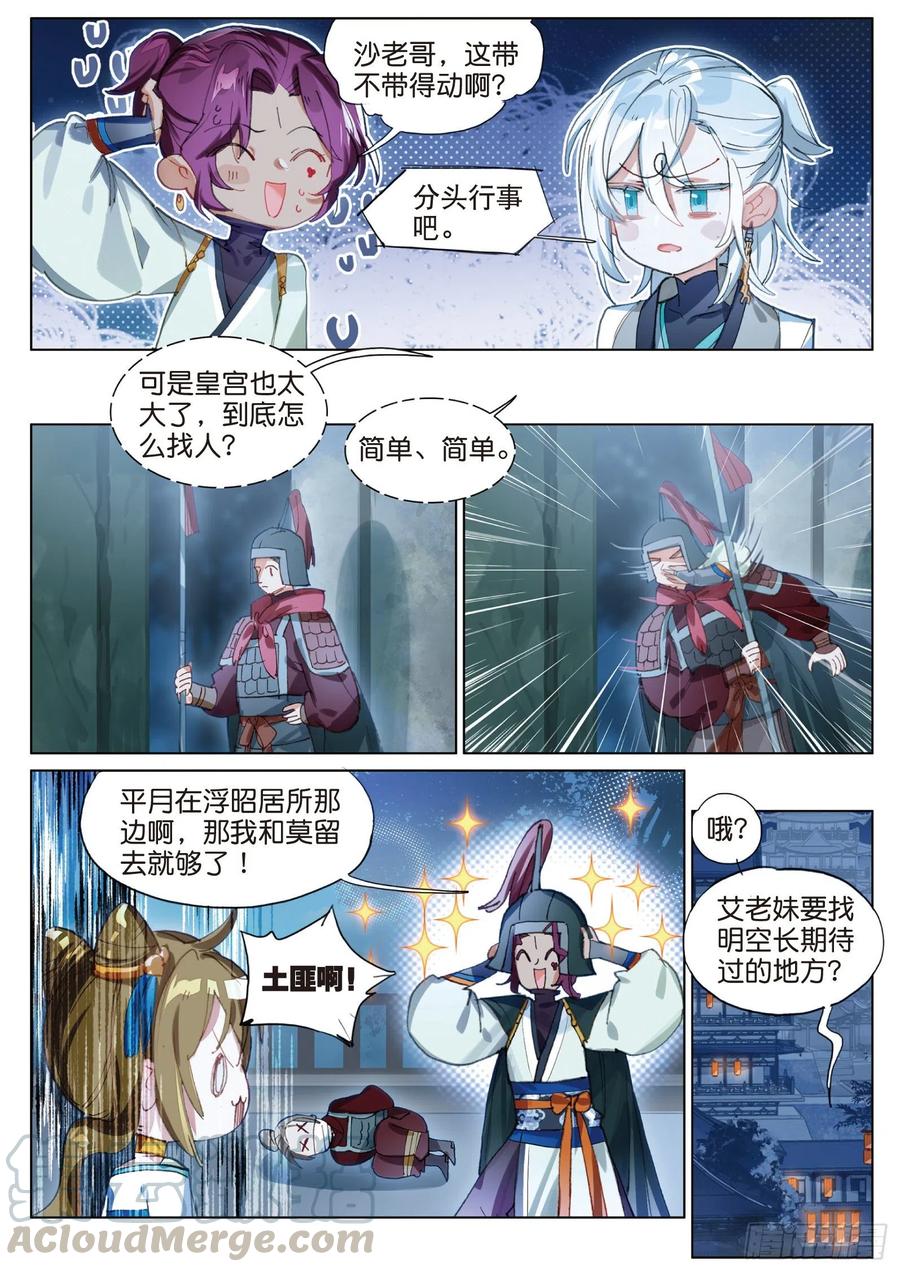 沙老哥，这带
不带得动啊？
分头行事
吧。
可是皇宫也太
大了，到底怎
么找人？
简单、简单。
平月在浮昭居所那
边啊，那我和莫留
去就够了！
土匪啊！
哦？
艾老妹要找
明空长期待
过的地方？
ACloudMerge.com